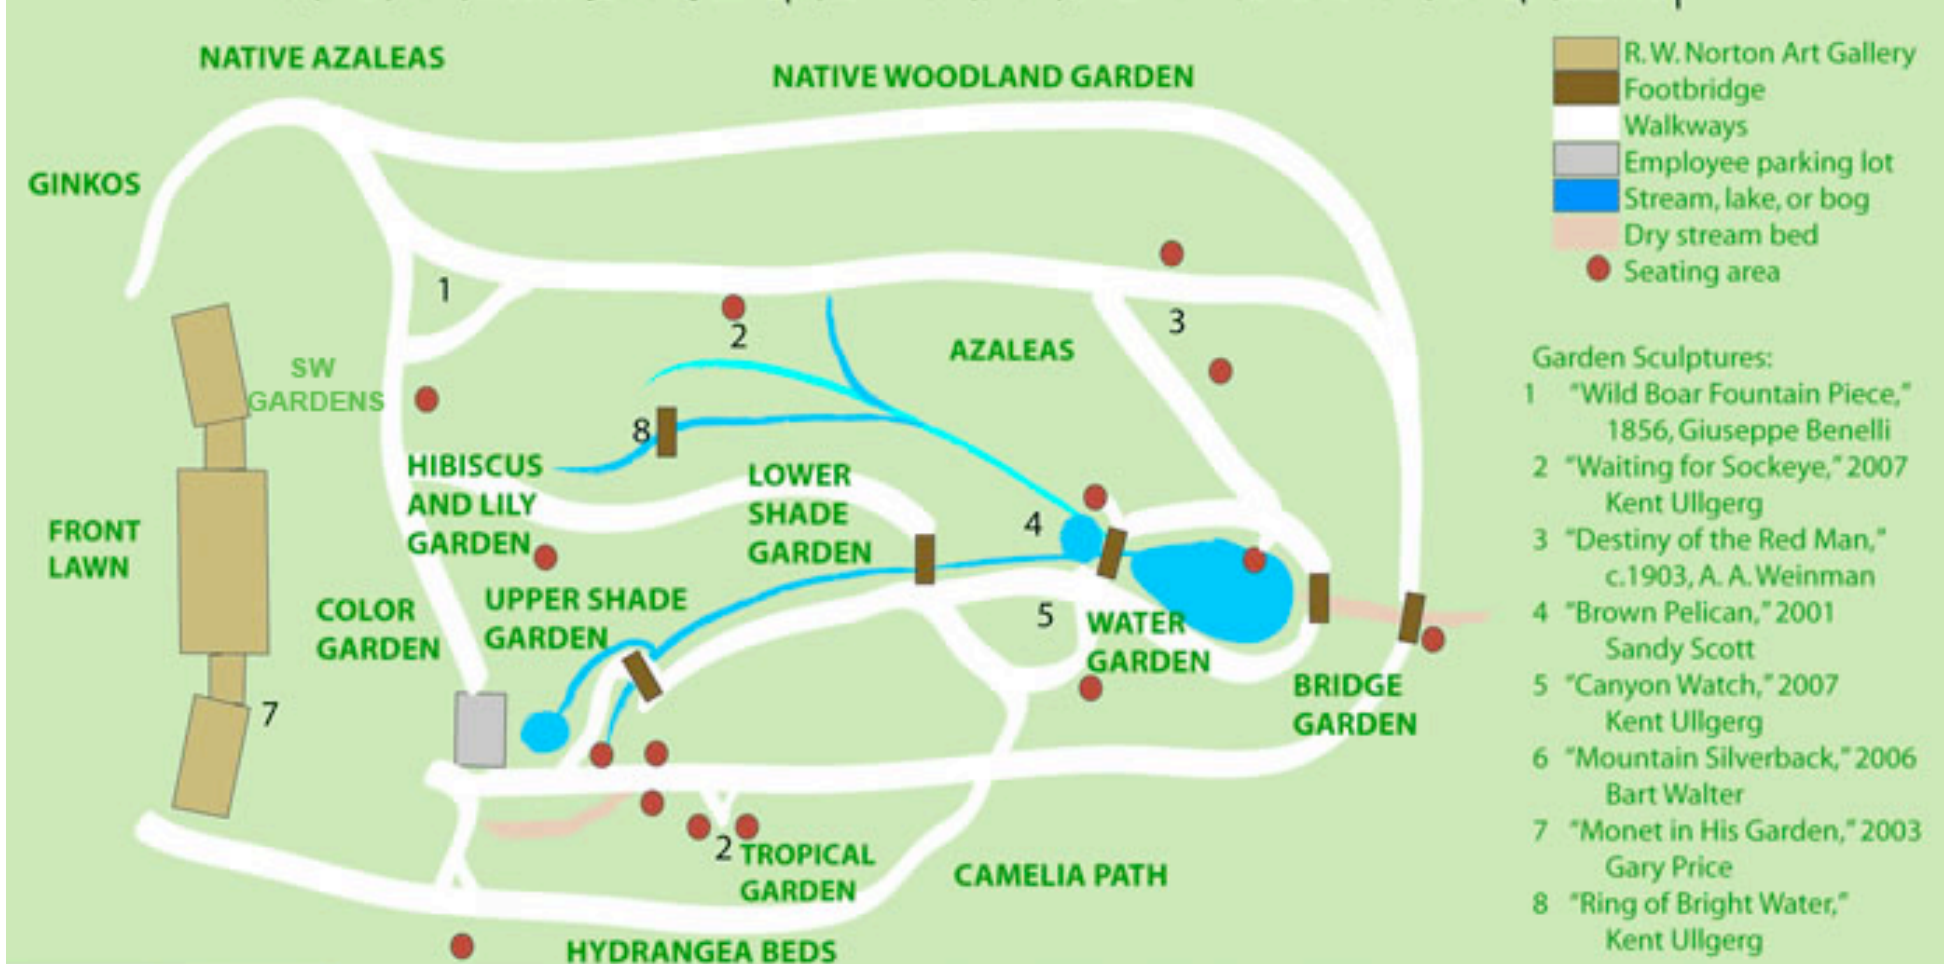 NATIVE AZALEAS
NATIVE WOODLAND GARDEN
GINKOS
1
2
3
AZALEAS
SW
GARDENS
8
HIBISCUS
AND LILY
GARDEN
LOWER
SHADE
GARDEN
4
FRONT
LAWN
COLOR
GARDEN
UPPER SHADE
GARDEN
5
WATER
GARDEN
BRIDGE
GARDEN
7
2
TROPICAL
GARDEN
CAMELIA PATH
HYDRANGEA BEDS
R. W. Norton Art Gallery
Footbridge
Walkways
Employee parking lot
Stream, lake, or bog
Dry stream bed
Seating area
Garden Sculptures:
1 "Wild Boar Fountain Piece,"
1856, Giuseppe Benelli
2 "Waiting for Sockeye," 2007
Kent Ullgerg
3 "Destiny of the Red Man,"
c.1903, A. A. Weinman
4 "Brown Pelican," 2001
Sandy Scott
5 "Canyon Watch," 2007
Kent Ullgerg
6 "Mountain Silverback," 2006
Bart Walter
7 "Monet in His Garden," 2003
Gary Price
8 "Ring of Bright Water,"
Kent Ullgerg